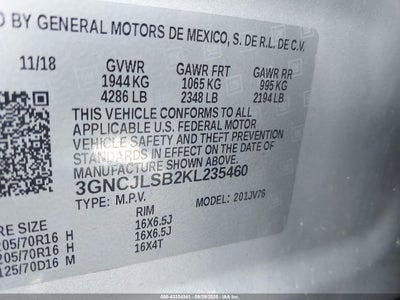 D BY GENERAL MOTORS DE MEXICO, S. DE R.L. DE C.V.
11/18 GVWR GAWR FRT GAWR RR
1944 KG 1065 KG 995 KG
4286 LB 2348 LB 2194 LB
THIS VEHICLE CONFORMS TO ALL
APPLICABLE U.S. FEDERAL MOTOR
VEHICLE SAFETY AND THEFT PREVENTION
STANDARDS IN EFFECT ON THE DATE OF
MANUFACTURE SHOWN ABOVE.
3GNCJLSB2KL235460
TYPE: M.P.V. MODEL: 201JV76
RE SIZE RIM
205/70R16 H 16X6.5J
205/70R16 H 16X6.5J
125/70D16 M 16X4T